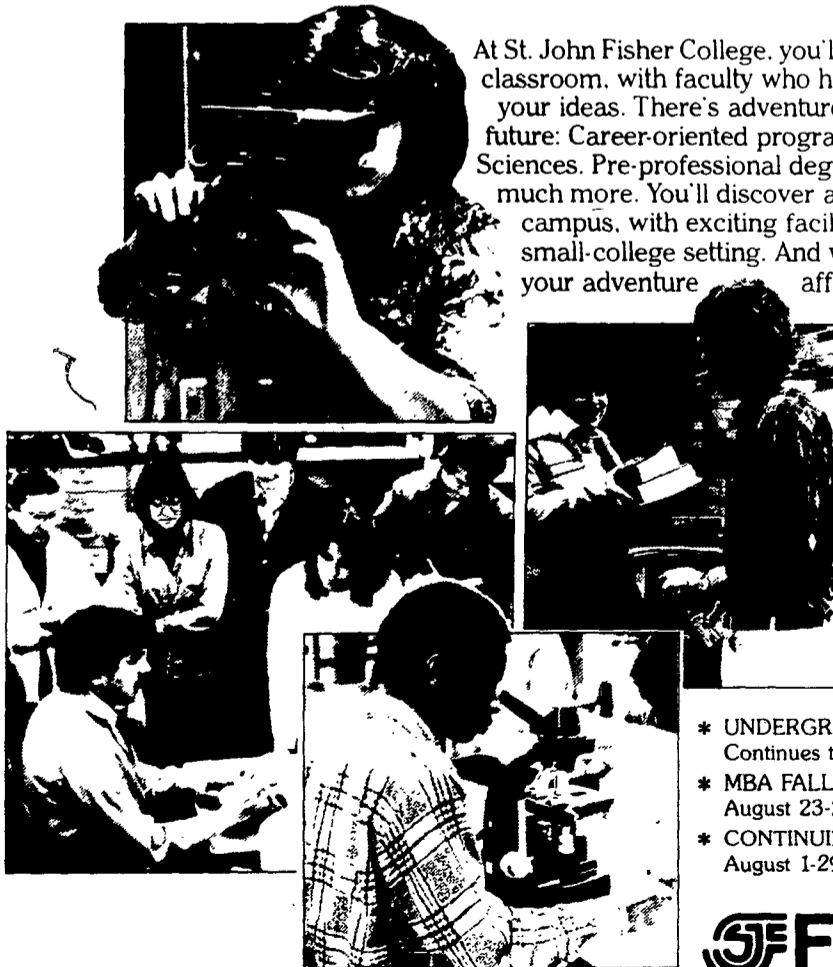 At St. John Fisher College, you'll
classroom, with faculty who h
your ideas. There's adventure
future: Career-oriented progra
Sciences. Pre-professional deg
much more. You'll discover a
campus, with exciting facil
small-college setting. And
your adventure aff
* UNDERGR
Continues t
* MBA FALL
August 23-
* CONTINUI
August 1-29
SJF F